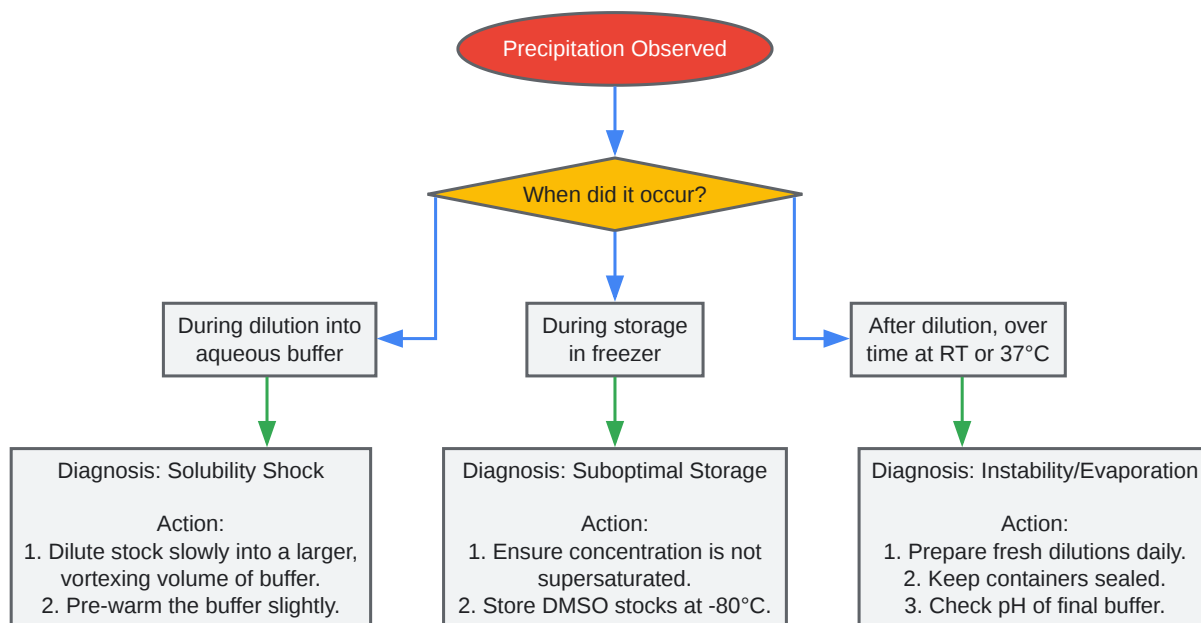 Precipitation Observed
When did it occur?
During dilution into
aqueous buffer
During storage
in freezer
After dilution, over
time at RT or 37°C
Diagnosis: Solubility Shock
Action:
1. Dilute stock slowly into a larger,
vortexing volume of buffer.
2. Pre-warm the buffer slightly.
Diagnosis: Suboptimal Storage
Action:
1. Ensure concentration is not
supersaturated.
2. Store DMSO stocks at -80°C.
Diagnosis: Instability/Evaporation
Action:
1. Prepare fresh dilutions daily.
2. Keep containers sealed.
3. Check pH of final buffer.